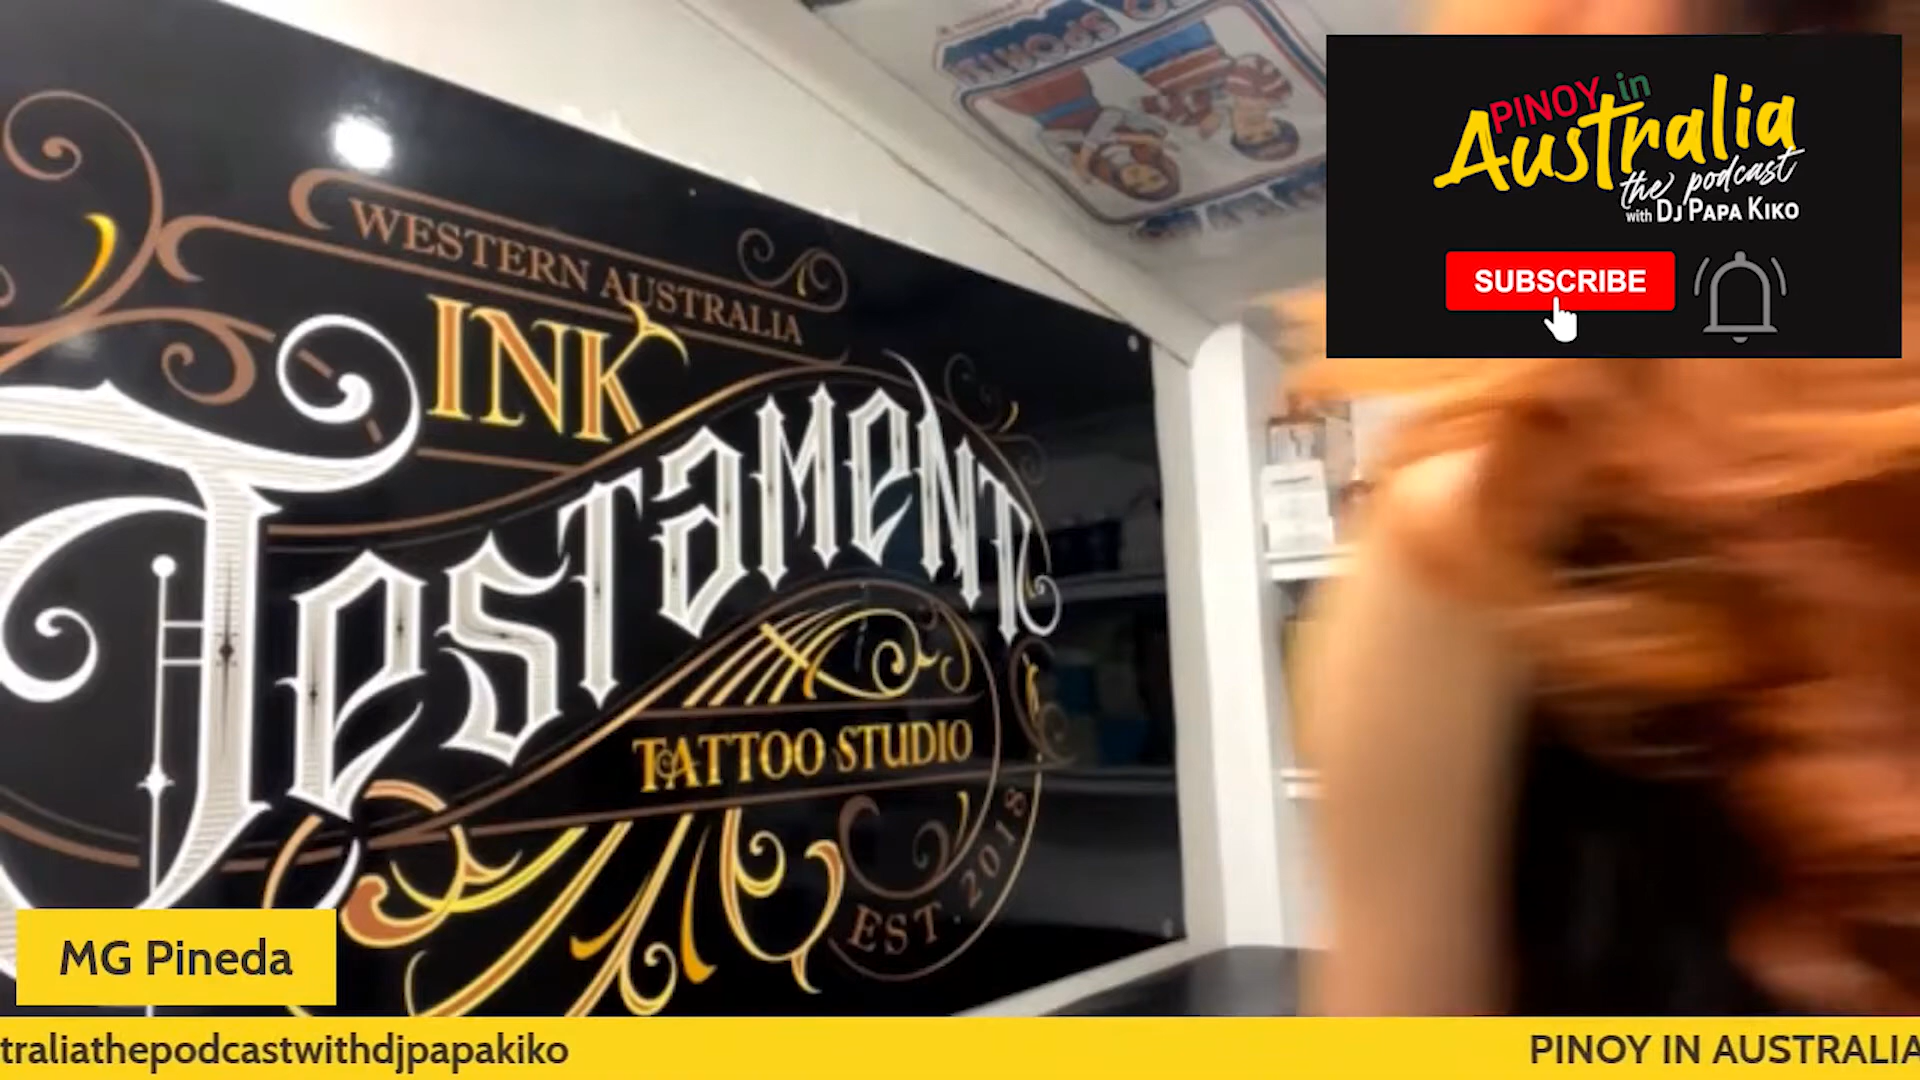 WESTERN AUSTRALIA
INK
Testament
TATTOO STUDIO
EST. 2018
PINOY in
Australia
the podcast
with DJ PAPA KIKO
SUBSCRIBE
MG Pineda
traliathepodcastwithdjpapakiko
PINOY IN AUSTRALIA